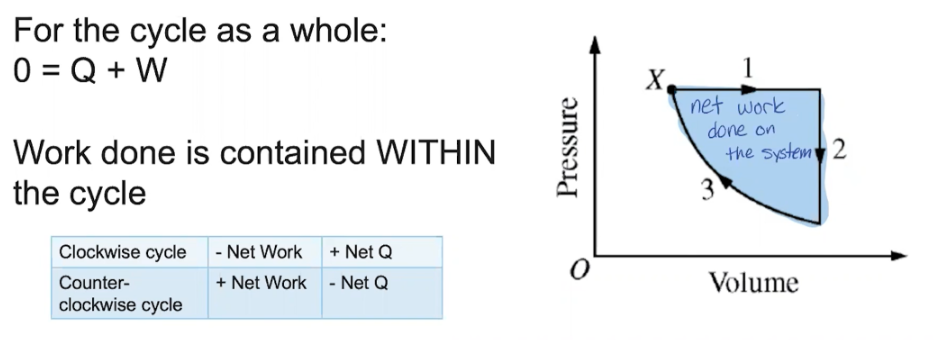 For the cycle as a whole:
0 = Q + W
Work done is contained WITHIN
the cycle
Clockwise cycle - Net Work + Net Q
Counter-
clockwise cycle + Net Work - Net Q
Pressure
X
1
net work
done on
the system
2
3
O
Volume